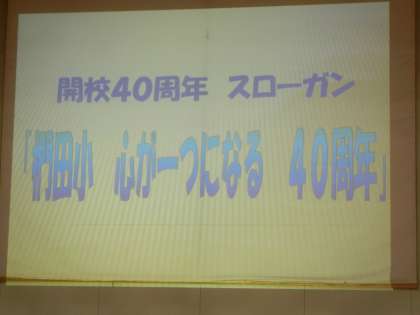 開校40周年　スローガン
「椚田小　心が一つになる　40周年」